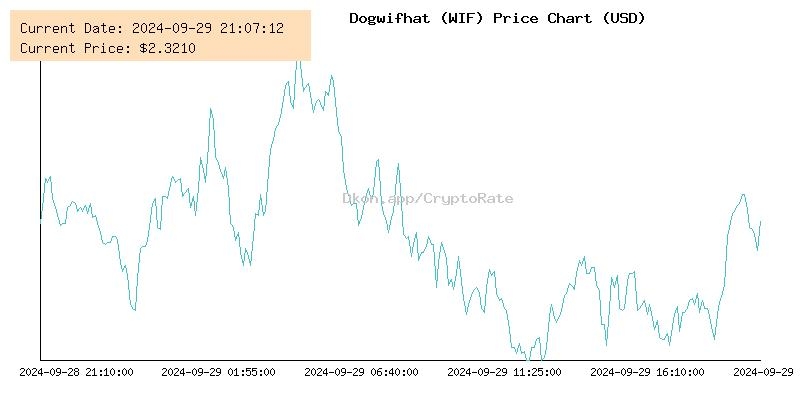 Dogwifhat (WIF) Price Chart (USD)
Current Date: 2024-09-29 21:07:12
Current Price: $2.3210
Dkon.app/CryptoRate
2024-09-28 21:10:00 2024-09-29 01:55:00 2024-09-29 06:40:00 2024-09-29 11:25:00 2024-09-29 16:10:00 2024-09-29